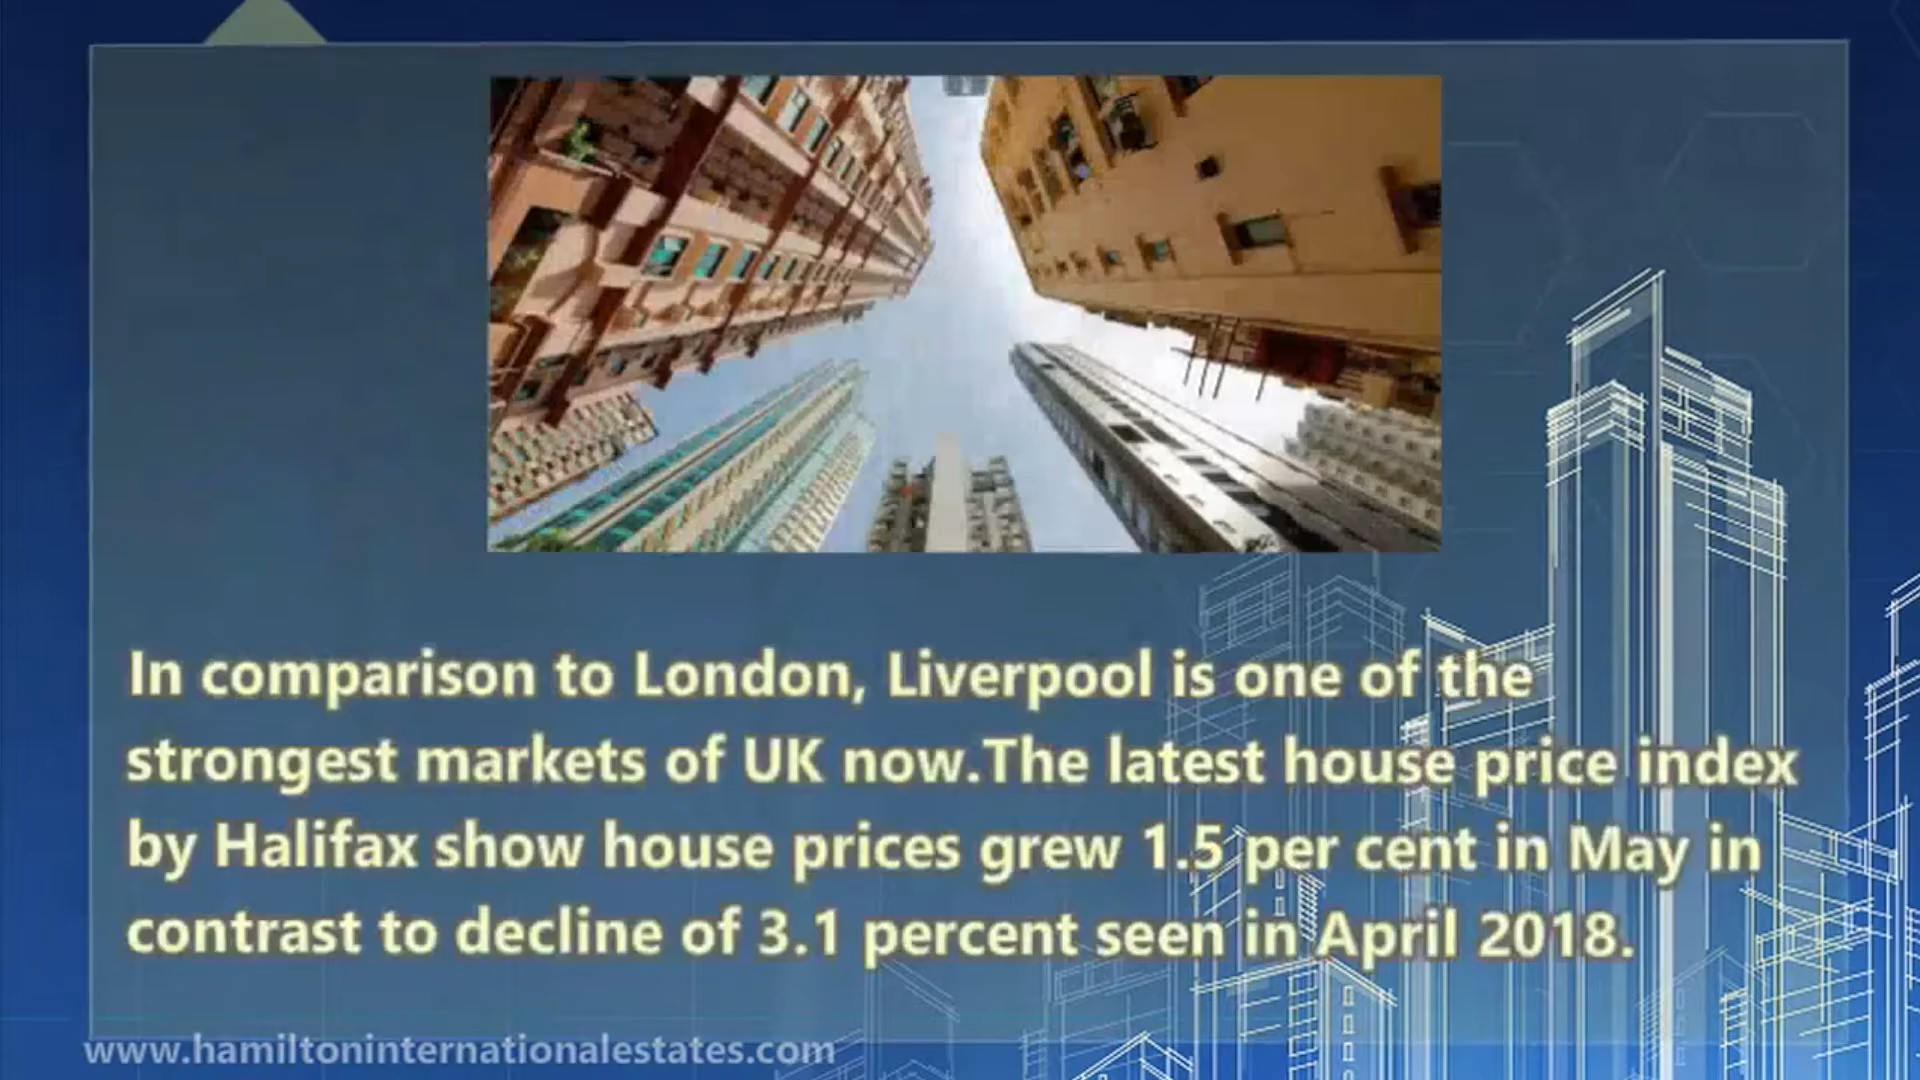 In comparison to London, Liverpool is one of the
strongest markets of UK now.The latest house price index
by Halifax show house prices grew 1.5 per cent in May in
contrast to decline of 3.1 percent seen in April 2018.
www.hamiltoninternationalestates.com